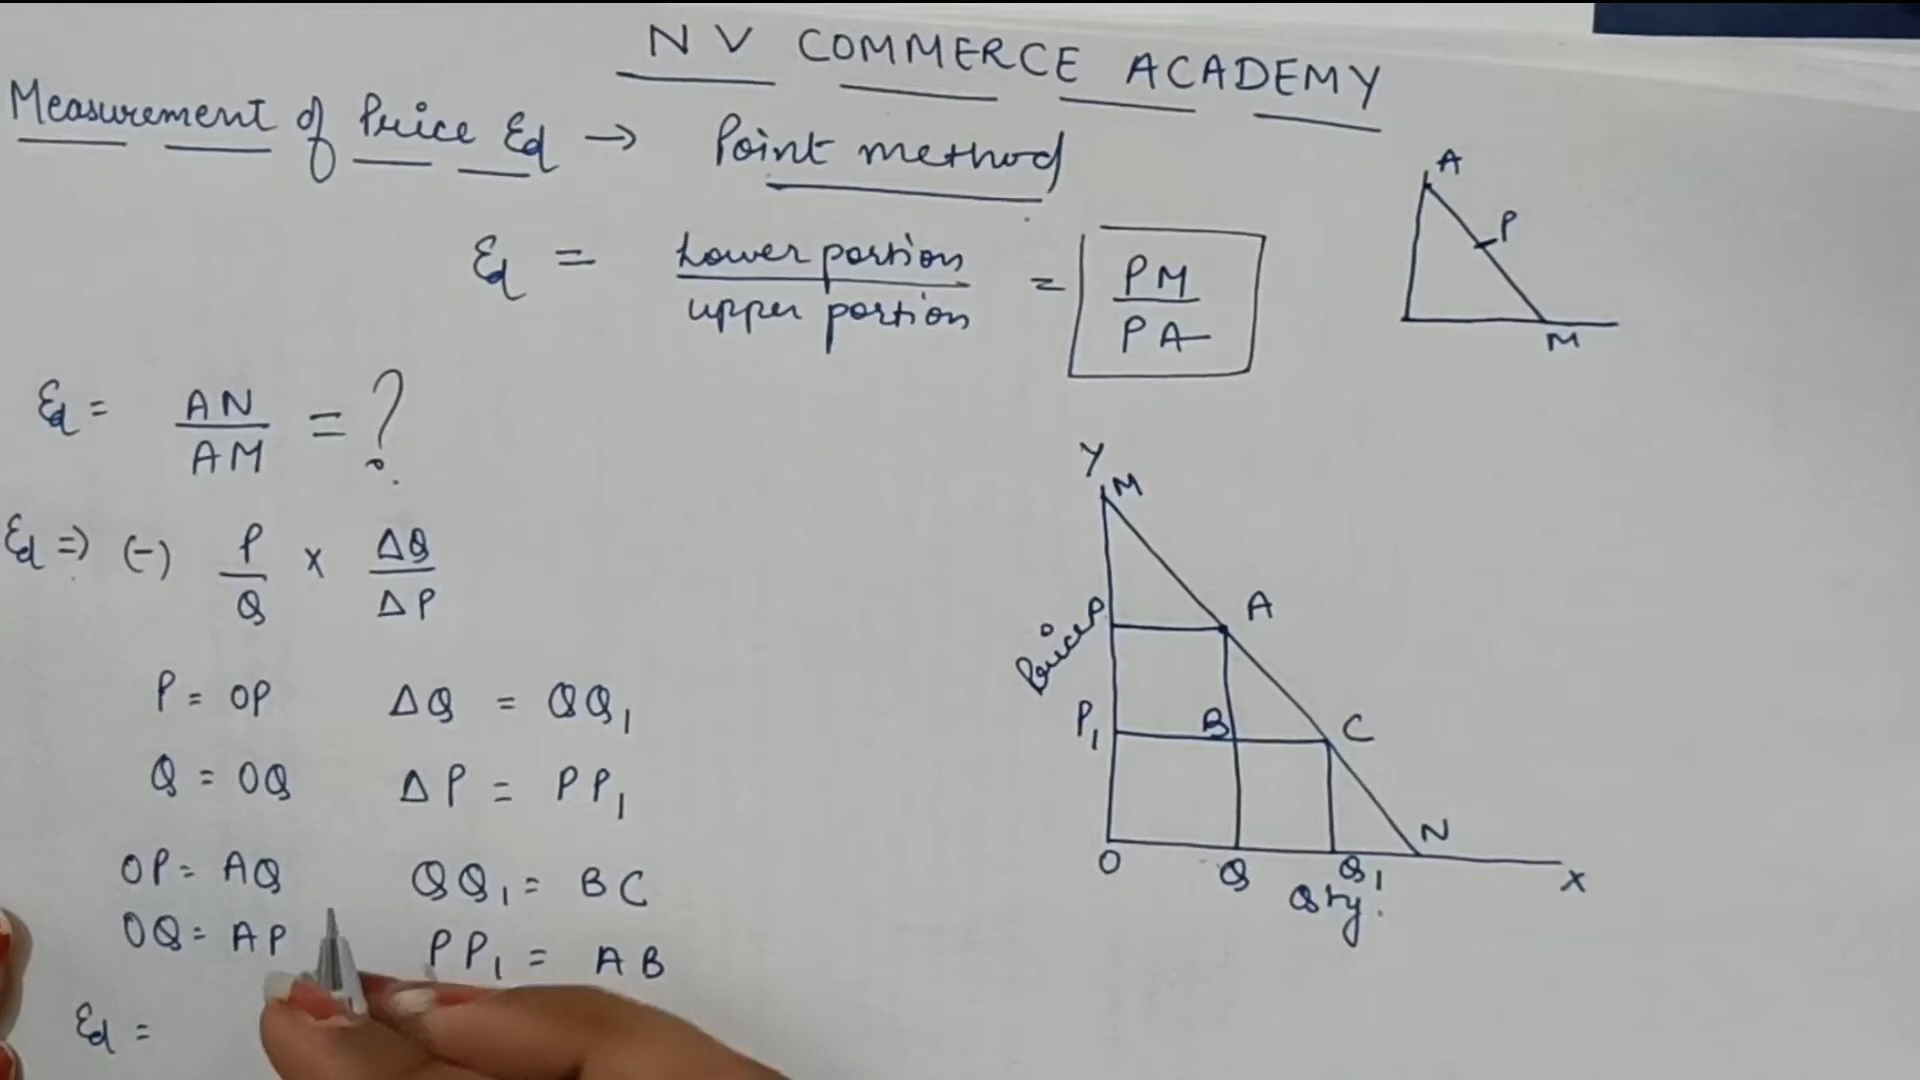 NV COMMERCE ACADEMY
Measurement of Price Ed → Point method
Ed = Lower portion / upper portion = PM / PA
A
P
M
Ed = AN / AM = ?
Ed ⇒ (-) P / Q x ΔQ / ΔP
P = OP ΔQ = QQ1
Q = OQ ΔP = PP1
OP = AQ QQ1 = BC
OQ = AP PP1 = AB
Ed =
Y
M
P
A
Price
P1
B
C
N
O
Q
Q1
X
Qty.